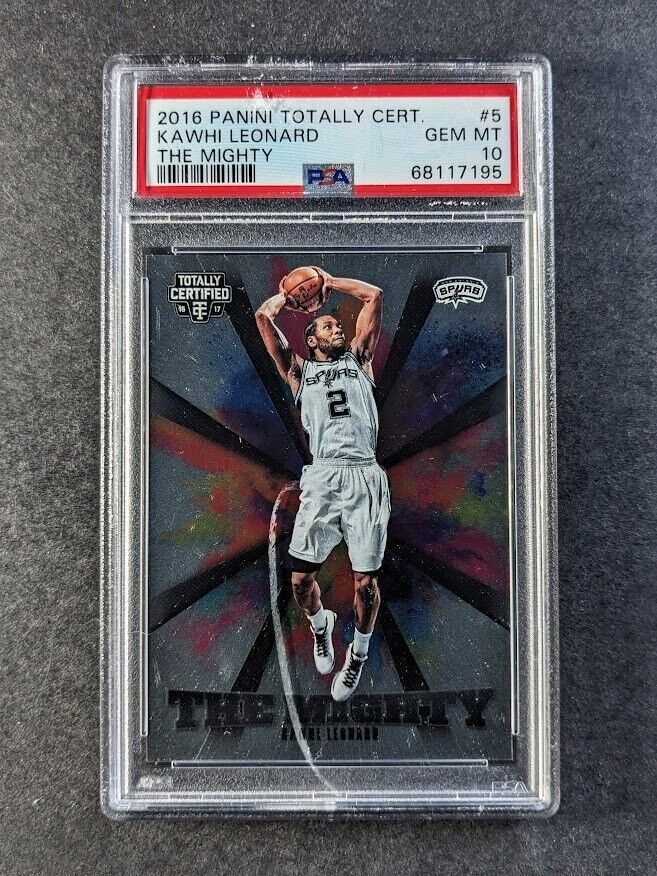 2016 PANINI TOTALLY CERT. #5
KAWHI LEONARD GEM MT
THE MIGHTY 10
PSA 68117195
TOTALLY
CERTIFIED
16 17
SPURS
SPURS
2
THE MIGHTY
KAWHI LEONARD
PSA